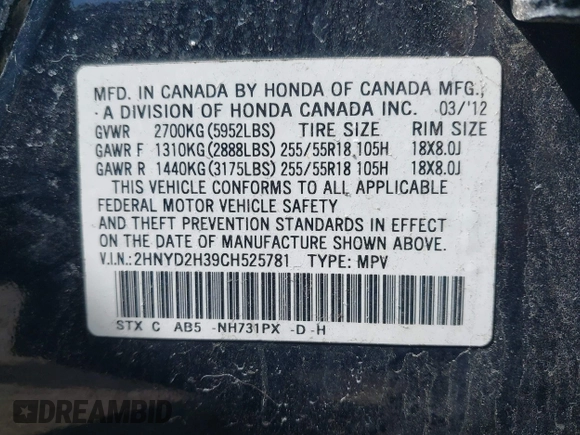 MFD. IN CANADA BY HONDA OF CANADA MFG.,
A DIVISION OF HONDA CANADA INC. 03/'12
GVWR 2700KG(5952LBS) TIRE SIZE RIM SIZE
GAWR F 1310KG(2888LBS) 255/55R18 105H 18X8.0J
GAWR R 1440KG(3175LBS) 255/55R18 105H 18X8.0J
THIS VEHICLE CONFORMS TO ALL APPLICABLE
FEDERAL MOTOR VEHICLE SAFETY
AND THEFT PREVENTION STANDARDS IN EFFECT
ON THE DATE OF MANUFACTURE SHOWN ABOVE.
V.I.N.:2HNYD2H39CH525781 TYPE: MPV
STX C AB5 -NH731PX -D -H
DREAMBID